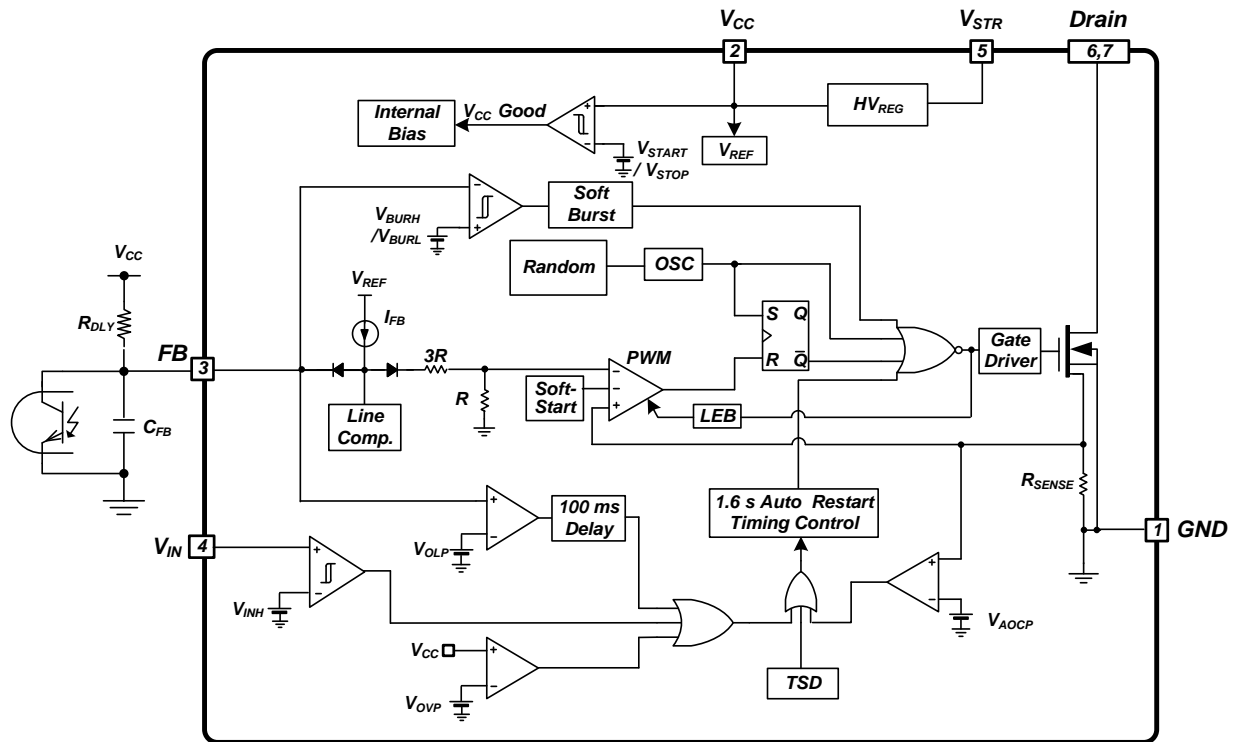 VCC
VSTR
Drain
2
5
6,7
Internal
Bias
VCC Good
+
−
VSTART
/ VSTOP
VREF
HVREG
−
+
VBURH
/VBURL
Soft
Burst
Random
OSC
VCC
RDLY
FB
3
CFB
VREF
IFB
3R
R
Line
Comp.
Soft-
Start
PWM
−
−
+
LEB
S Q
R Q̅
Gate
Driver
RSENSE
1
GND
VIN
4
+
−
VINH
+
−
VOLP
100 ms
Delay
1.6 s Auto Restart
Timing Control
VCC
+
−
VOVP
TSD
+
−
VAOCP